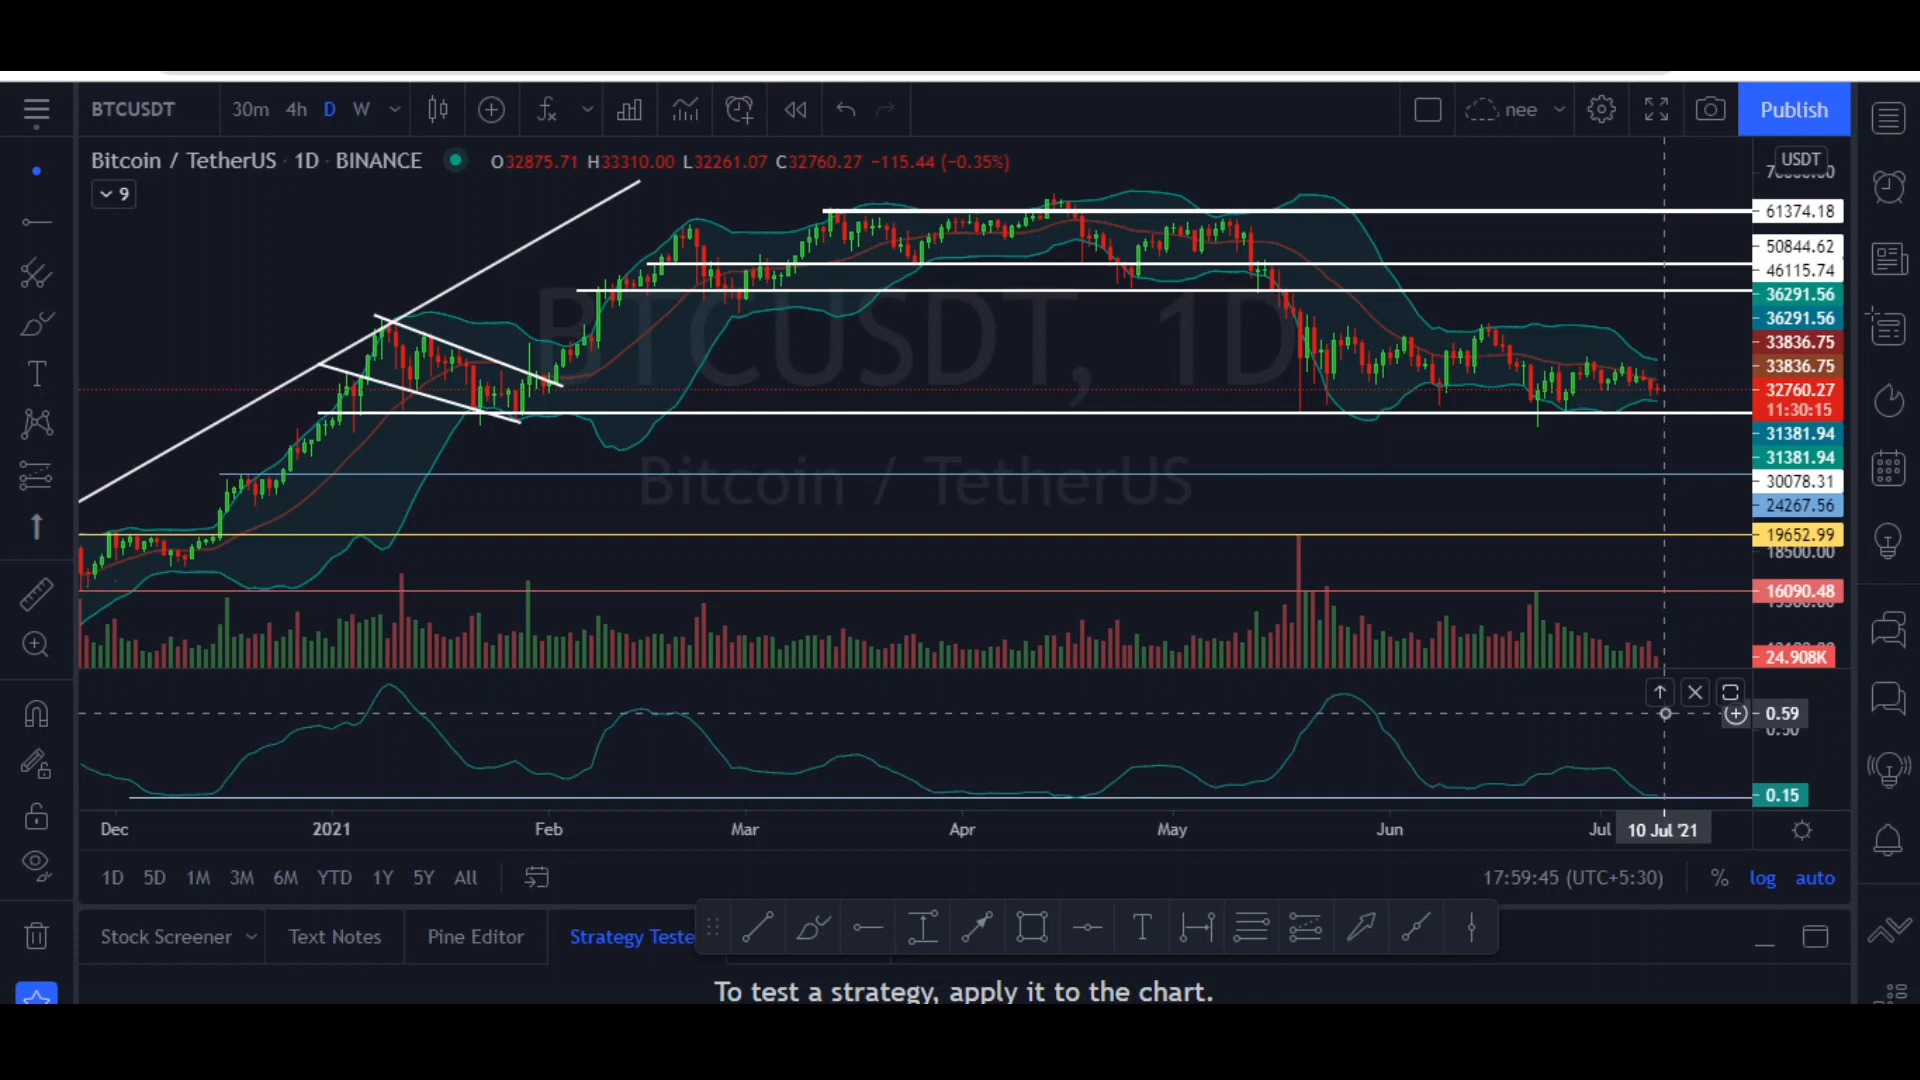 BTCUSDT 30m 4h D W nee Publish
Bitcoin / TetherUS · 1D · BINANCE O32875.71 H33310.00 L32261.07 C32760.27 −115.44 (−0.35%)
USDT
9
61374.18
50844.62
46115.74
36291.56
36291.56
33836.75
33836.75
32760.27
11:30:15
31381.94
31381.94
30078.31
24267.56
19652.99
18500.00
16090.48
24.908K
BTCUSDT, 1D
Bitcoin / TetherUS
0.59
0.50
0.15
Dec 2021 Feb Mar Apr May Jun Jul 10 Jul '21
1D 5D 1M 3M 6M YTD 1Y 5Y All 17:59:45 (UTC+5:30) % log auto
Stock Screener Text Notes Pine Editor Strategy Teste
To test a strategy, apply it to the chart.